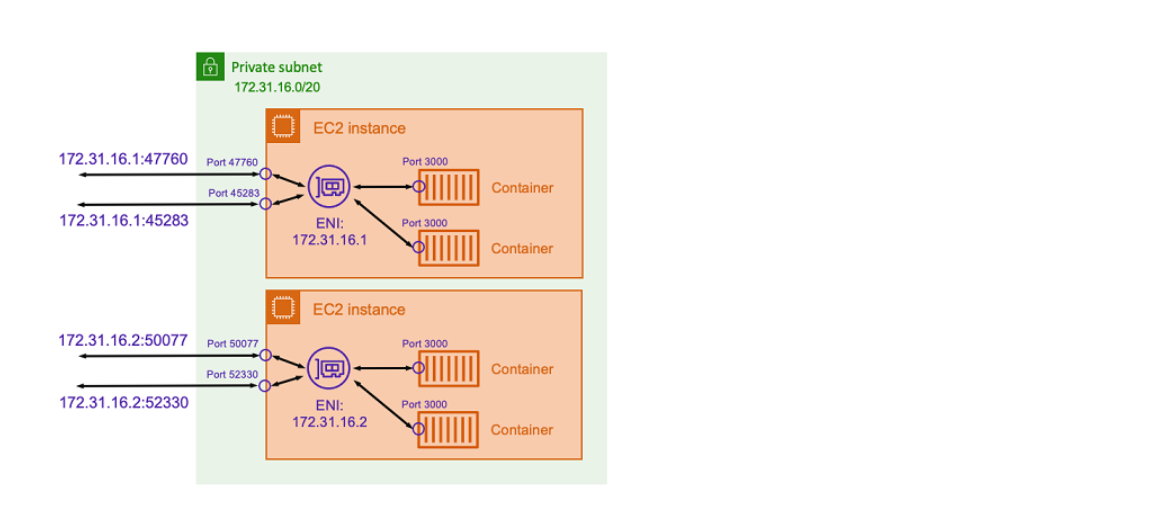 Private subnet
172.31.16.0/20
EC2 instance
172.31.16.1:47760
Port 47760
Port 3000
Container
Port 45283
172.31.16.1:45283
ENI:
172.31.16.1
Port 3000
Container
EC2 instance
172.31.16.2:50077
Port 50077
Port 3000
Container
Port 52330
172.31.16.2:52330
ENI:
172.31.16.2
Port 3000
Container